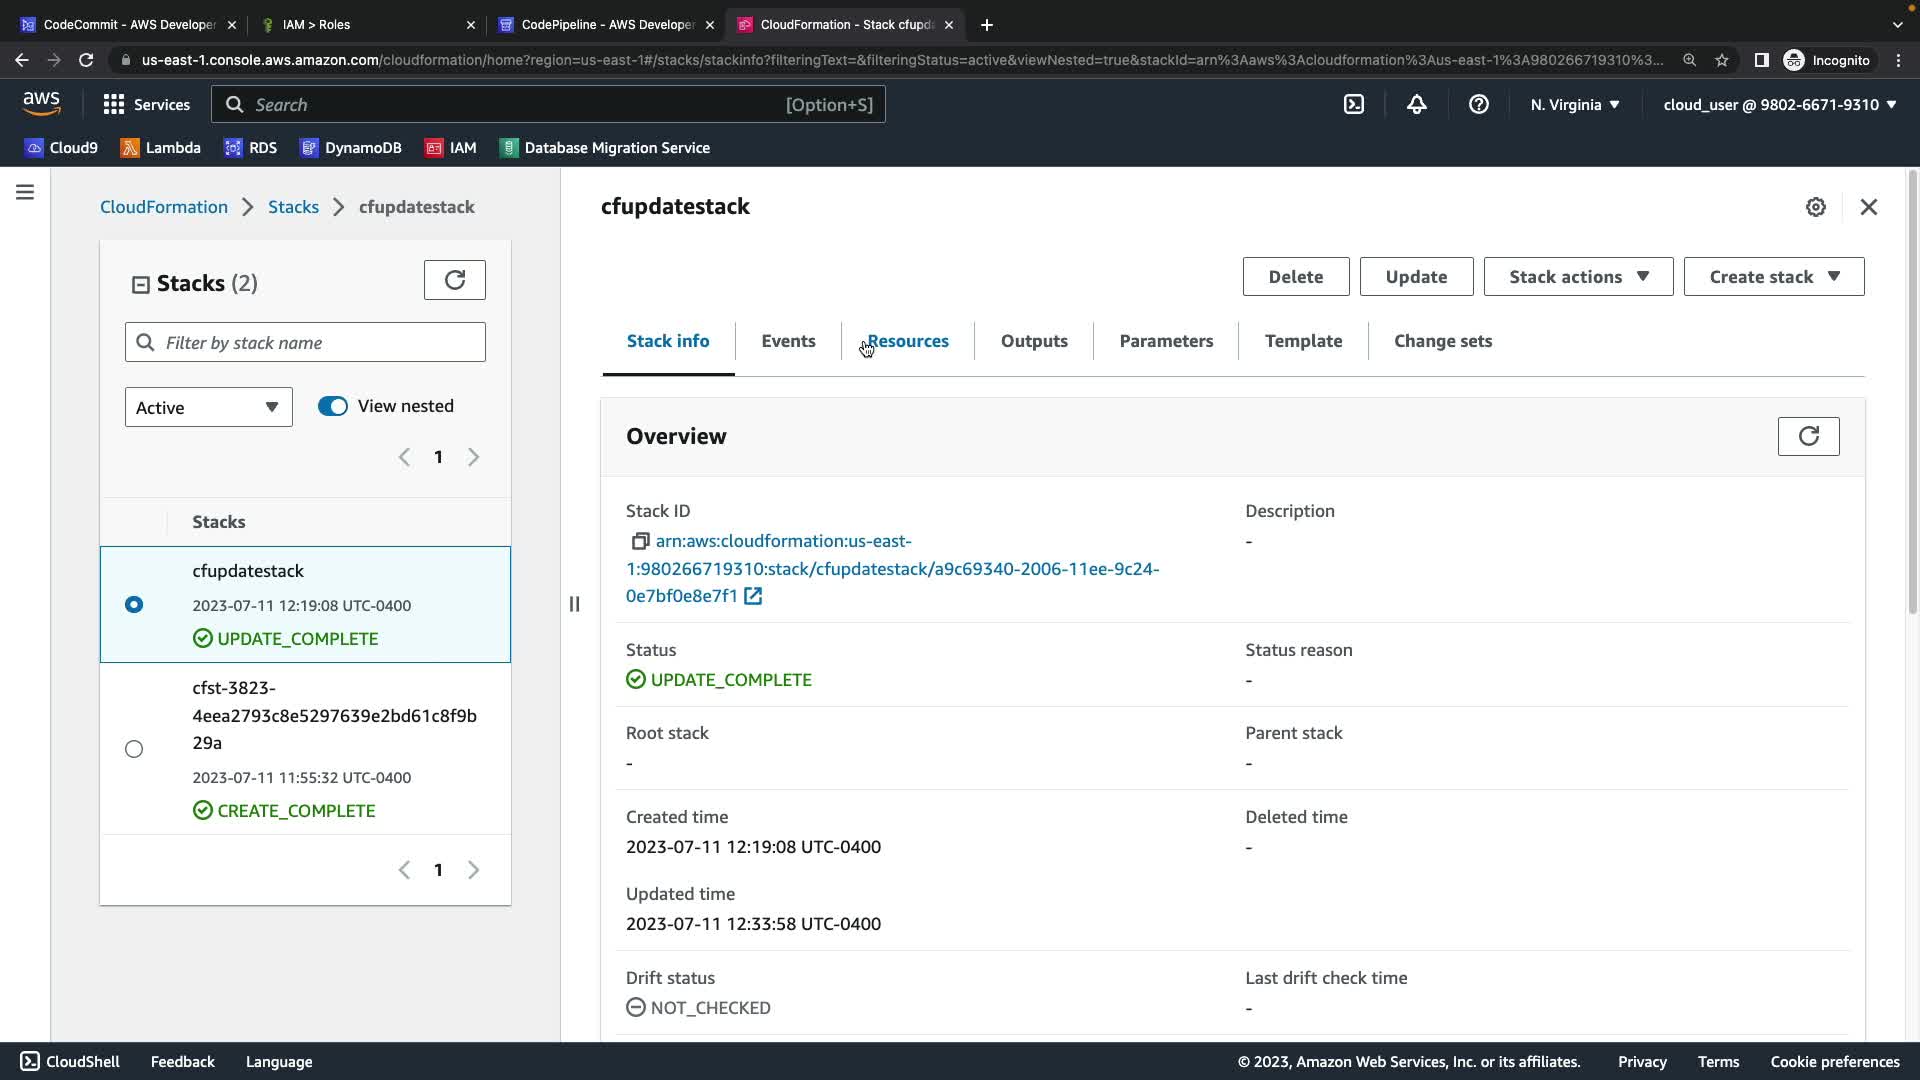 CodeCommit - AWS Developer
IAM > Roles
CodePipeline - AWS Developer
CloudFormation - Stack cfupda
us-east-1.console.aws.amazon.com/cloudformation/home?region=us-east-1#/stacks/stackinfo?filteringText=&filteringStatus=active&viewNested=true&stackId=arn%3Aaws%3Acloudformation%3Aus-east-1%3A980266719310%3...
Incognito
aws
Services
Search
[Option+S]
N. Virginia
cloud_user @ 9802-6671-9310
Cloud9
Lambda
RDS
DynamoDB
IAM
Database Migration Service
CloudFormation > Stacks > cfupdatestack
Stacks (2)
Filter by stack name
Active
View nested
1
Stacks
cfupdatestack
2023-07-11 12:19:08 UTC-0400
UPDATE_COMPLETE
cfst-3823-
4eea2793c8e5297639e2bd61c8f9b
29a
2023-07-11 11:55:32 UTC-0400
CREATE_COMPLETE
1
cfupdatestack
Delete
Update
Stack actions
Create stack
Stack info
Events
Resources
Outputs
Parameters
Template
Change sets
Overview
Stack ID
arn:aws:cloudformation:us-east-
1:980266719310:stack/cfupdatestack/a9c69340-2006-11ee-9c24-
0e7bf0e8e7f1
Description
-
Status
UPDATE_COMPLETE
Status reason
-
Root stack
-
Parent stack
-
Created time
2023-07-11 12:19:08 UTC-0400
Deleted time
-
Updated time
2023-07-11 12:33:58 UTC-0400
Drift status
NOT_CHECKED
Last drift check time
-
CloudShell
Feedback
Language
© 2023, Amazon Web Services, Inc. or its affiliates.
Privacy
Terms
Cookie preferences